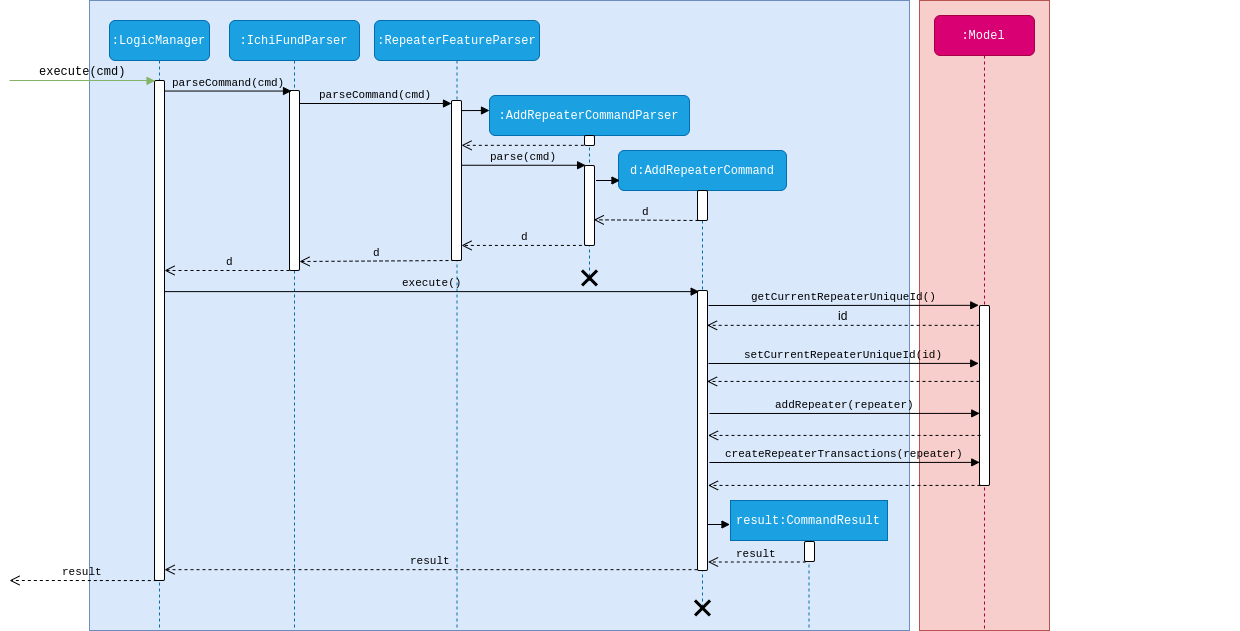 :LogicManager
:IchiFundParser
:RepeaterFeatureParser
:Model
execute(cmd)
parseCommand(cmd)
parseCommand(cmd)
:AddRepeaterCommandParser
parse(cmd)
d:AddRepeaterCommand
d
d
d
d
execute()
getCurrentRepeaterUniqueId()
id
setCurrentRepeaterUniqueId(id)
addRepeater(repeater)
createRepeaterTransactions(repeater)
result:CommandResult
result
result
result